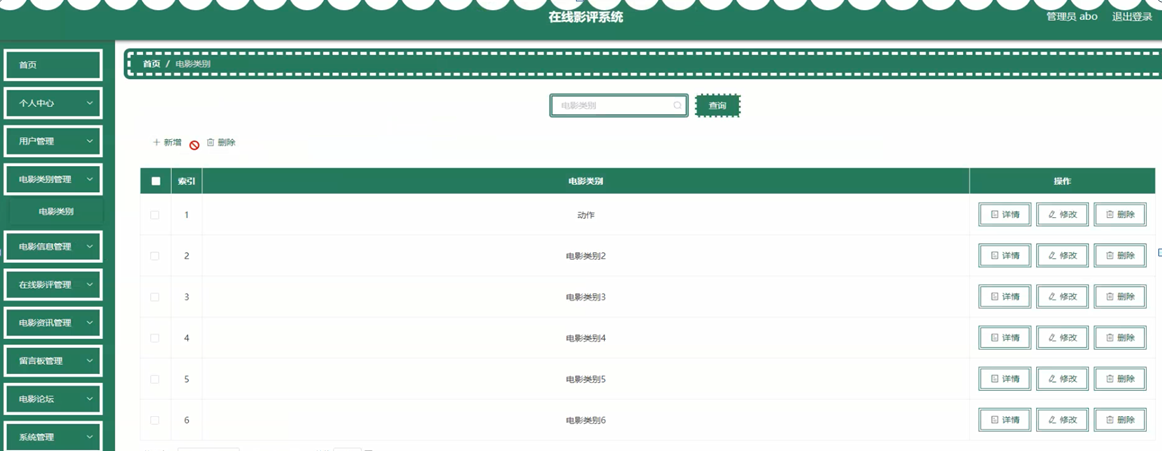 在线影评系统
管理员 abo 退出登录
首页
个人中心
用户管理
电影类别管理
电影类别
电影信息管理
在线影评管理
电影资讯管理
留言板管理
电影论坛
系统管理
首页 / 电影类别
电影类别 查询
新增 删除
索引 电影类别 操作
1 动作 详情 修改 删除
2 电影类别2 详情 修改 删除
3 电影类别3 详情 修改 删除
4 电影类别4 详情 修改 删除
5 电影类别5 详情 修改 删除
6 电影类别6 详情 修改 删除